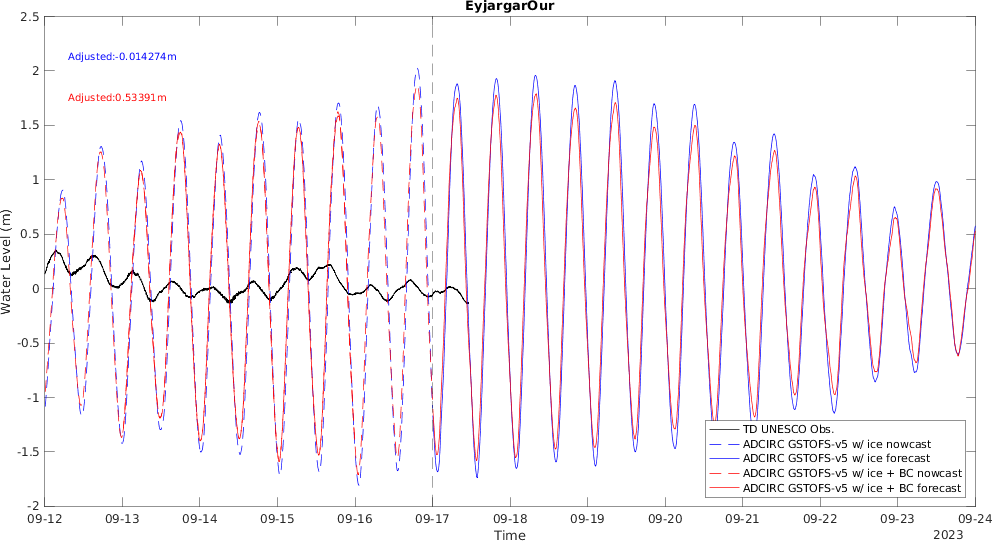 EyjargarOur
2.5
Adjusted:-0.014274m
2
Adjusted:0.53391m
1.5
1
0.5
Water Level (m)
0
-0.5
-1
TD UNESCO Obs.
ADCIRC GSTOFS-v5 w/ ice nowcast
-1.5
ADCIRC GSTOFS-v5 w/ ice forecast
ADCIRC GSTOFS-v5 w/ ice + BC nowcast
ADCIRC GSTOFS-v5 w/ ice + BC forecast
-2
09-12 09-13 09-14 09-15 09-16 09-17 09-18 09-19 09-20 09-21 09-22 09-23 09-24
Time
2023